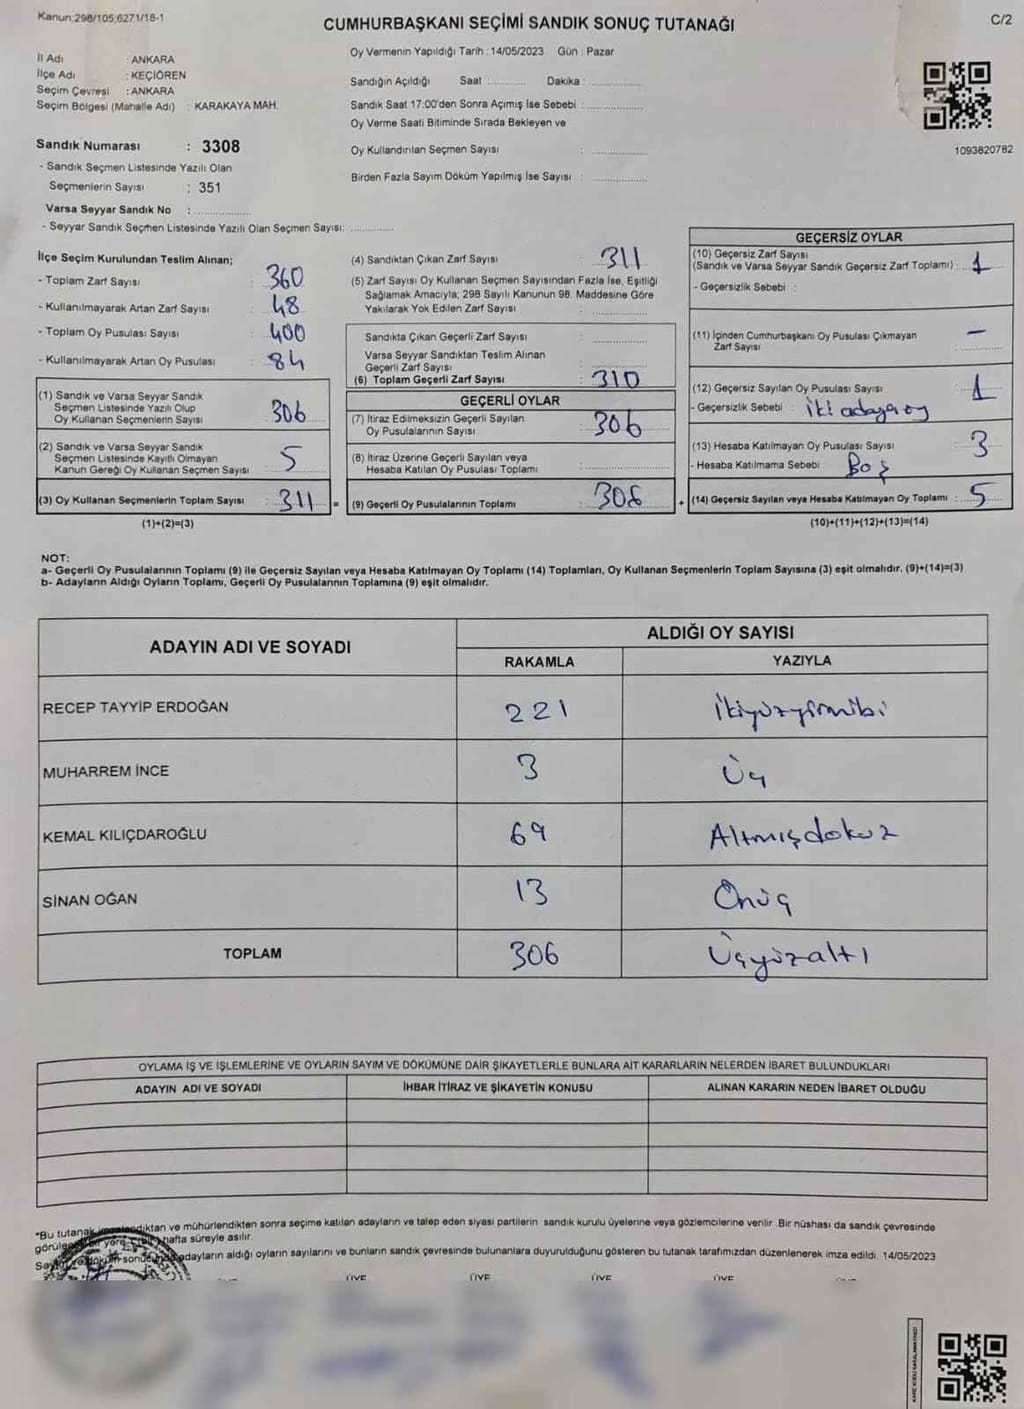 Kanun:298/105,6271/18-1
CUMHURBAŞKANI SEÇİMİ SANDIK SONUÇ TUTANAĞI
C/2
Oy Vermenin Yapıldığı Tarih :14/05/2023 Gün : Pazar
İl Adı : ANKARA
İlçe Adı : KEÇİÖREN
Seçim Çevresi : ANKARA
Seçim Bölgesi (Mahalle Adı) : KARAKAYA MAH.
Sandığın Açıldığı Saat ........... Dakika : ..............
Sandık Saat 17:00'den Sonra Açımış İse Sebebi : ..............
Oy Verme Saati Bitiminde Sırada Bekleyen ve
Oy Kullandırılan Seçmen Sayısı : ..............
Birden Fazla Sayım Döküm Yapılmış İse Sayısı : ..............
1093820782
Sandık Numarası : 3308
- Sandık Seçmen Listesinde Yazılı Olan
Seçmenlerin Sayısı : 351
Varsa Seyyar Sandık No : ..............
- Seyyar Sandık Seçmen Listesinde Yazılı Olan Seçmen Sayısı: ...........
İlçe Seçim Kurulundan Teslim Alınan;
- Toplam Zarf Sayısı : 360
- Kullanılmayarak Artan Zarf Sayısı : 48
- Toplam Oy Pusulası Sayısı : 400
- Kullanılmayarak Artan Oy Pusulası : 84
(1) Sandık ve Varsa Seyyar Sandık
Seçmen Listesinde Yazılı Olup
Oy Kullanan Seçmenlerin Sayısı : 306
(2) Sandık ve Varsa Seyyar Sandık
Seçmen Listesinde Kayıtlı Olmayan
Kanun Gereği Oy Kullanan Seçmen Sayısı : 5
(3) Oy Kullanan Seçmenlerin Toplam Sayısı : 311 =
(1)+(2)=(3)
(4) Sandıktan Çıkan Zarf Sayısı : 311
(5) Zarf Sayısı Oy Kullanan Seçmen Sayısından Fazla İse, Eşitliği
Sağlamak Amacıyla; 298 Sayılı Kanunun 98. Maddesine Göre
Yakılarak Yok Edilen Zarf Sayısı : ..............
Sandıkta Çıkan Geçerli Zarf Sayısı : ..............
Varsa Seyyar Sandıktan Teslim Alınan
Geçerli Zarf Sayısı : ..............
(6) Toplam Geçerli Zarf Sayısı : 310
GEÇERLİ OYLAR
(7) İtiraz Edilmeksizin Geçerli Sayılan
Oy Pusulalarının Sayısı : 306
(8) İtiraz Üzerine Geçerli Sayılan veya
Hesaba Katılan Oy Pusulası Toplamı : ..............
(9) Geçerli Oy Pusulalarının Toplamı : 306 +
GEÇERSİZ OYLAR
(10) Geçersiz Zarf Sayısı
(Sandık ve Varsa Seyyar Sandık Geçersiz Zarf Toplamı) : 1
- Geçersizlik Sebebi :
(11) İçinden Cumhurbaşkanı Oy Pusulası Çıkmayan
Zarf Sayısı : –
(12) Geçersiz Sayılan Oy Pusulası Sayısı : 1
- Geçersizlik Sebebi : İki adaya oy
(13) Hesaba Katılmayan Oy Pusulası Sayısı : 3
- Hesaba Katılmama Sebebi : Boş
(14) Geçersiz Sayılan veya Hesaba Katılmayan Oy Toplamı : 5
(10)+(11)+(12)+(13)=(14)
NOT:
a- Geçerli Oy Pusulalarının Toplamı (9) ile Geçersiz Sayılan veya Hesaba Katılmayan Oy Toplamı (14) Toplamları, Oy Kullanan Seçmenlerin Toplam Sayısına (3) eşit olmalıdır. (9)+(14)=(3)
b- Adayların Aldığı Oyların Toplamı, Geçerli Oy Pusulalarının Toplamına (9) eşit olmalıdır.
ADAYIN ADI VE SOYADI
ALDIĞI OY SAYISI
RAKAMLA YAZIYLA
RECEP TAYYİP ERDOĞAN 221 İkiyüzyirmibi
MUHARREM İNCE 3 Üç
KEMAL KILIÇDAROĞLU 69 Altmışdokuz
SİNAN OĞAN 13 Onüç
TOPLAM 306 Üçyüzaltı
OYLAMA İŞ VE İŞLEMLERİNE VE OYLARIN SAYIM VE DÖKÜMÜNE DAİR ŞİKAYETLERLE BUNLARA AİT KARARLARIN NELERDEN İBARET BULUNDUKLARI
ADAYIN ADI VE SOYADI İHBAR İTİRAZ VE ŞİKAYETİN KONUSU ALINAN KARARIN NEDEN İBARET OLDUĞU
*Bu tutanak imzalandıktan ve mühürlendikten sonra seçime katılan adayların ve talep eden siyasi partilerin sandık kurulu üyelerine veya gözlemcilerine verilir. Bir nüshası da sandık çevresinde
görülen bir yere bir hafta süreyle asılır.
Sayım ve döküm sonucunda adayların aldığı oyların sayılarını ve bunların sandık çevresinde bulunanlara duyurulduğunu gösteren bu tutanak tarafımızdan düzenlenerek imza edildi. 14/05/2023
ÜYE ÜYE ÜYE ÜYE